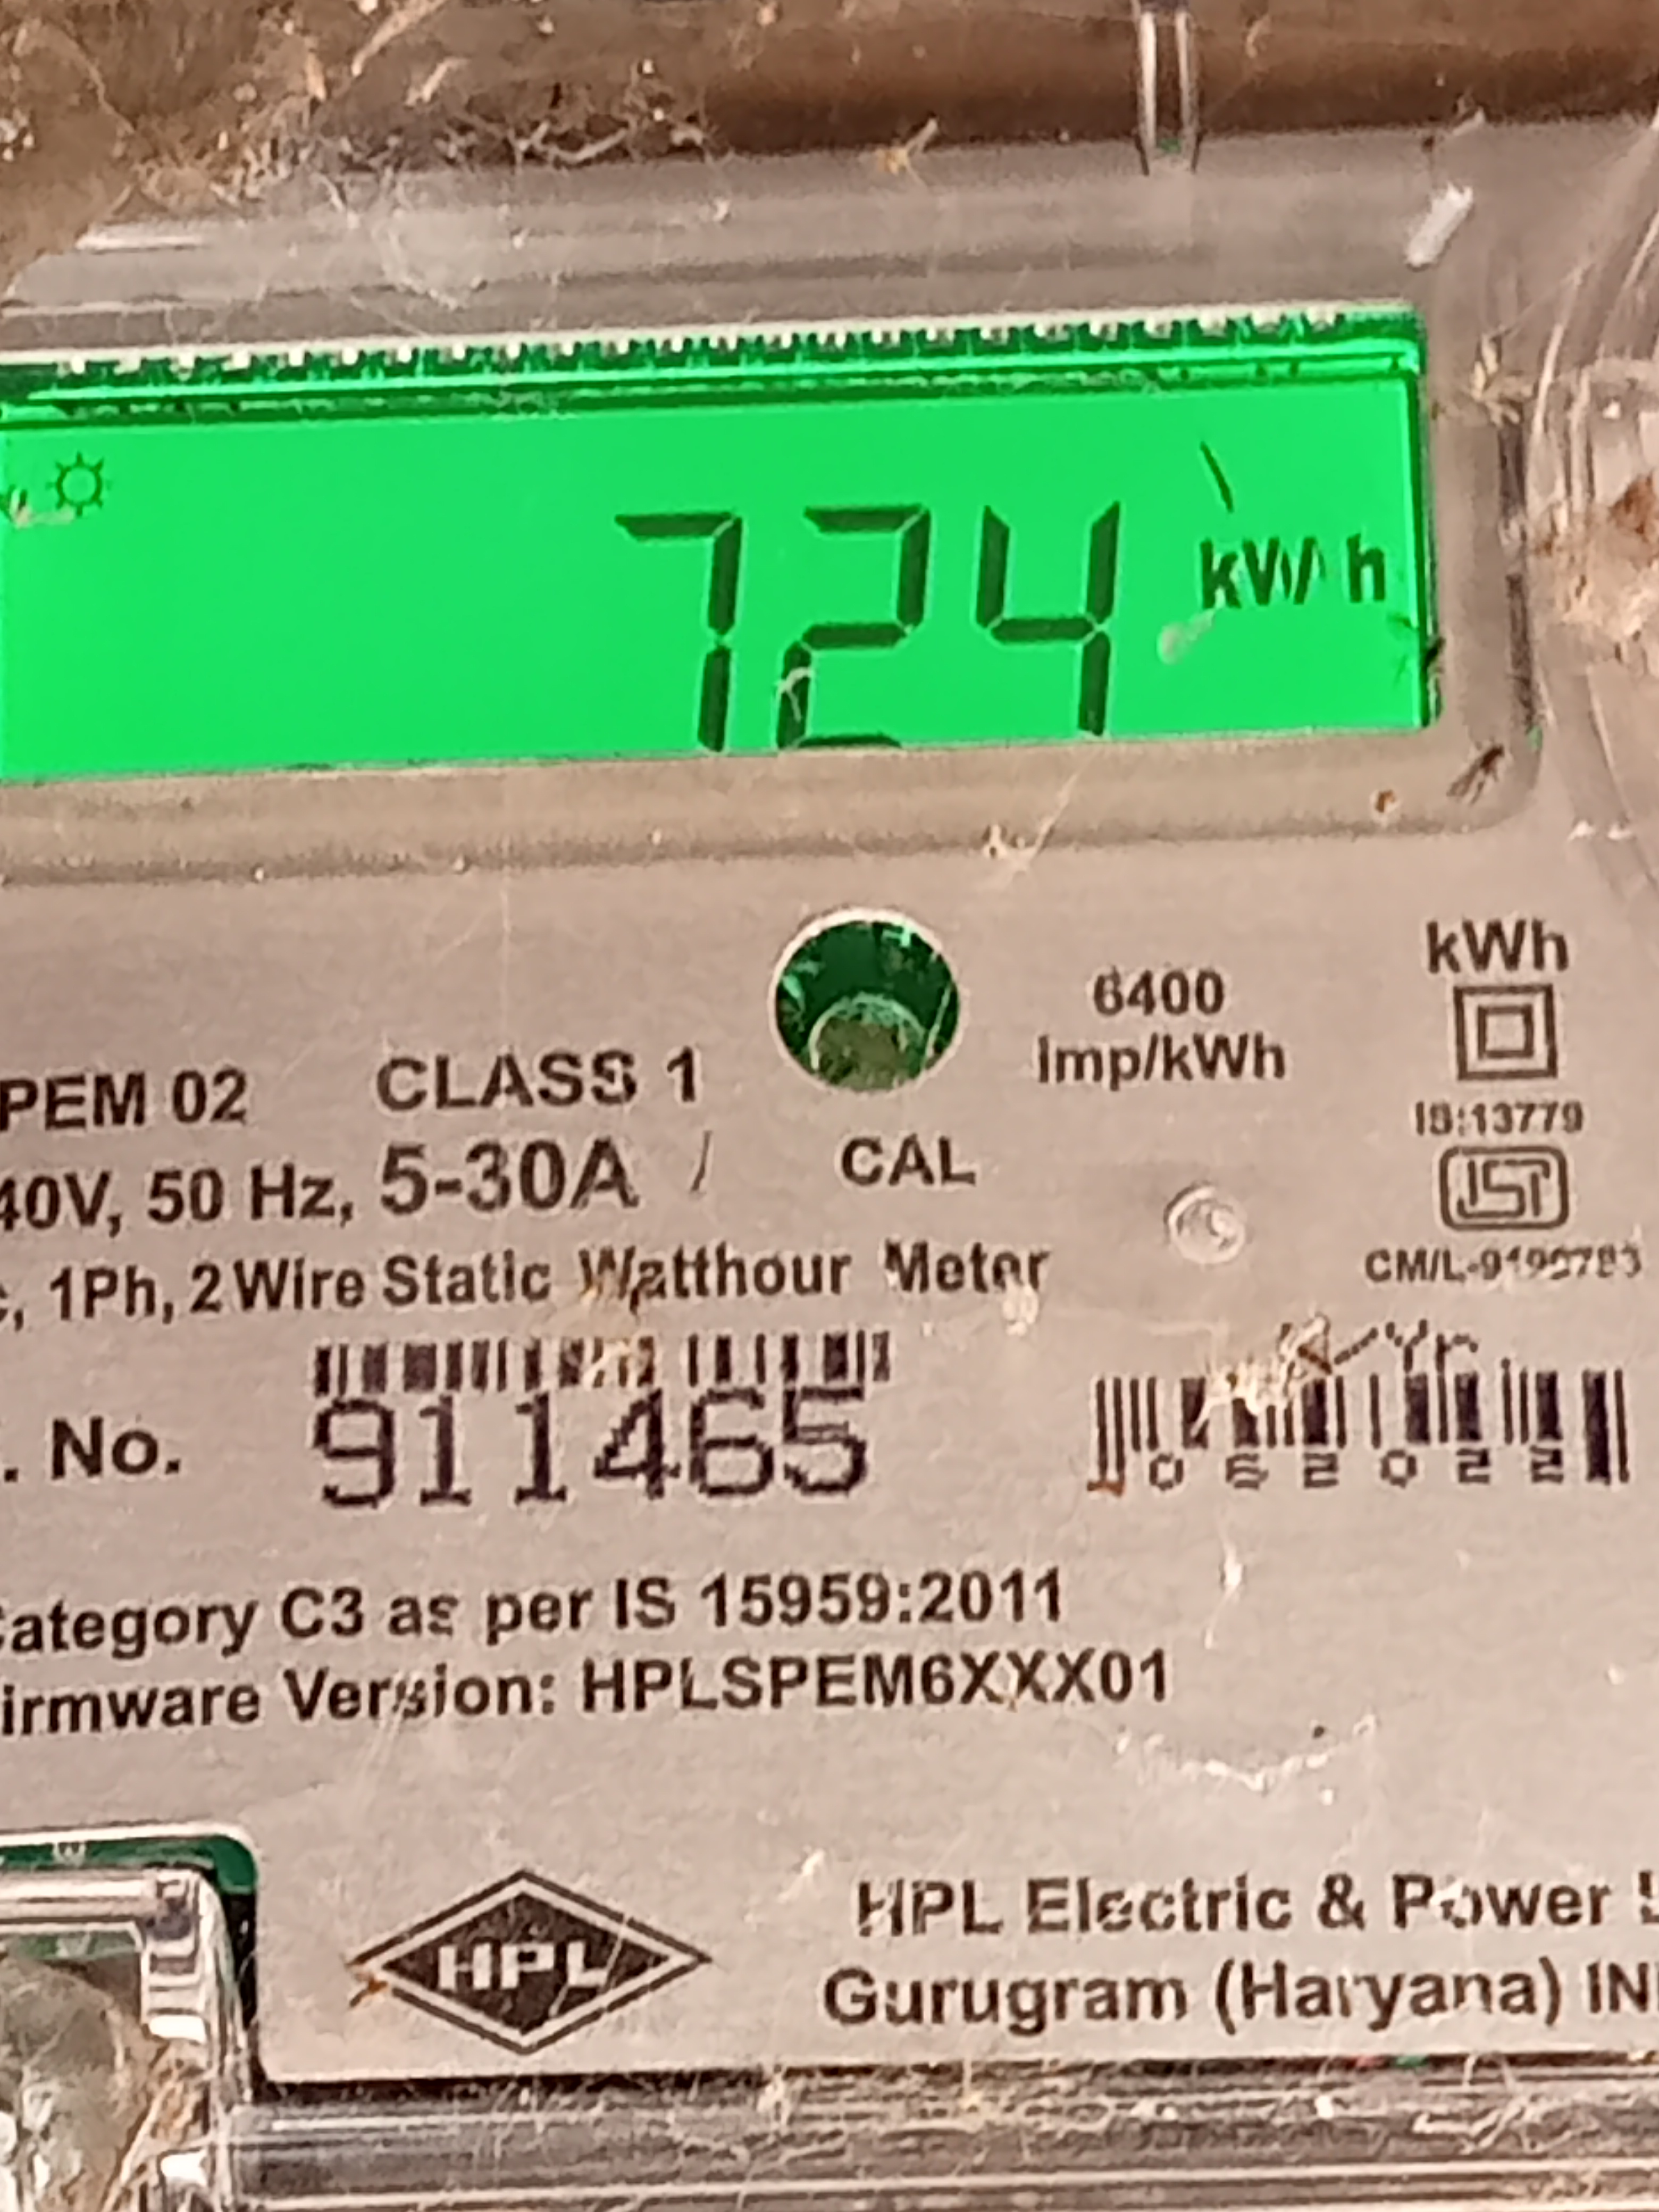 724 kWh
kWh
6400
Imp/kWh
IS:13779
PEM 02 CLASS 1
40V, 50 Hz, 5-30A / CAL
1Ph, 2 Wire Static Watthour Meter
. No. 911465
062022
Category C3 as per IS 15959:2011
Firmware Version: HPLSPEM6XXX01
HPL
HPL Electric & Power
Gurugram (Haryana) IN